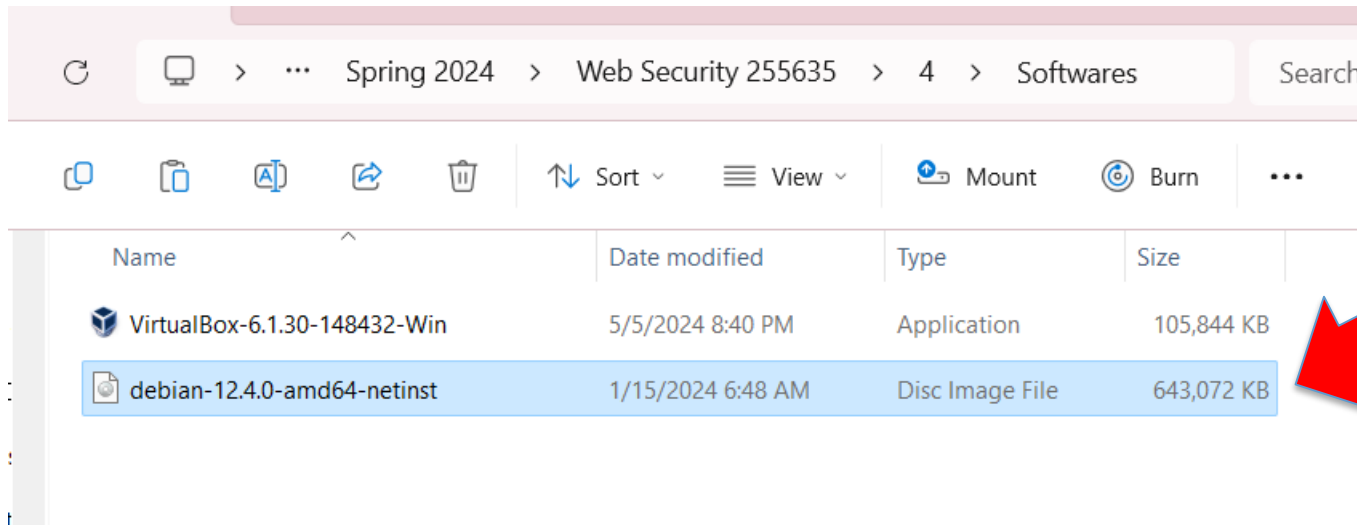 > ... Spring 2024 > Web Security 255635 > 4 > Softwares Search
Sort View Mount Burn ...
Name Date modified Type Size
VirtualBox-6.1.30-148432-Win 5/5/2024 8:40 PM Application 105,844 KB
debian-12.4.0-amd64-netinst 1/15/2024 6:48 AM Disc Image File 643,072 KB